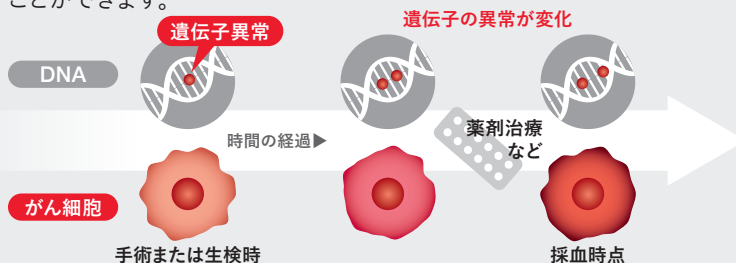 ことができます。
遺伝子異常
遺伝子の異常が変化
DNA
時間の経過▶
薬剤治療
など
がん細胞
手術または生検時
採血時点